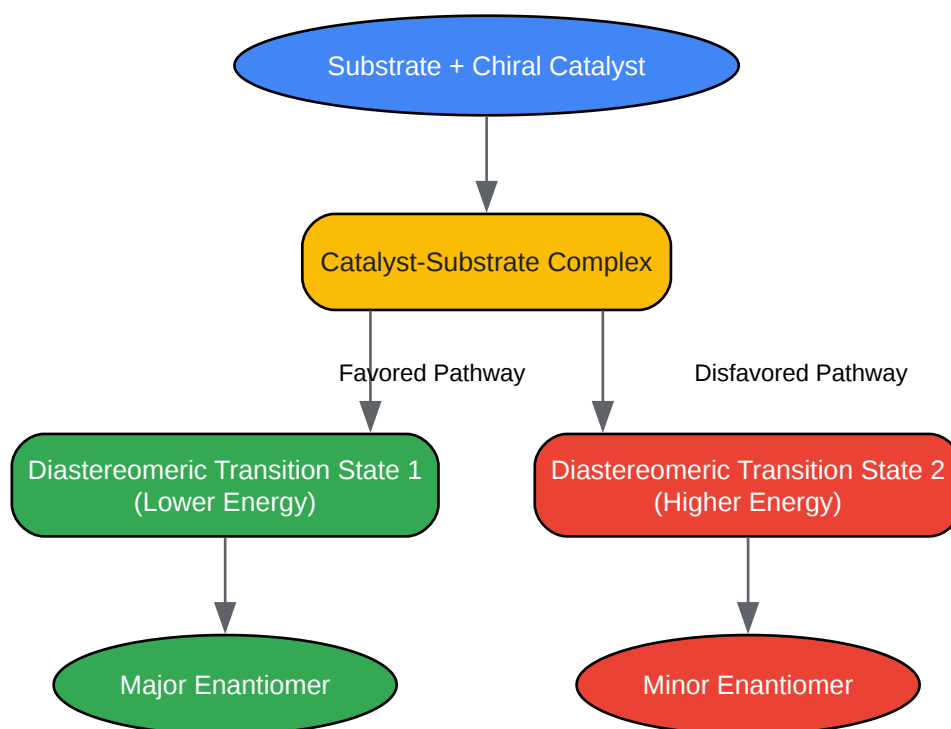 Substrate + Chiral Catalyst
Catalyst-Substrate Complex
Favored Pathway
Disfavored Pathway
Diastereomeric Transition State 1
(Lower Energy)
Diastereomeric Transition State 2
(Higher Energy)
Major Enantiomer
Minor Enantiomer